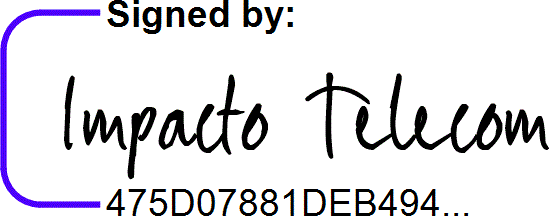 Signed by:
Impacto Telecom
475D07881DEB494...